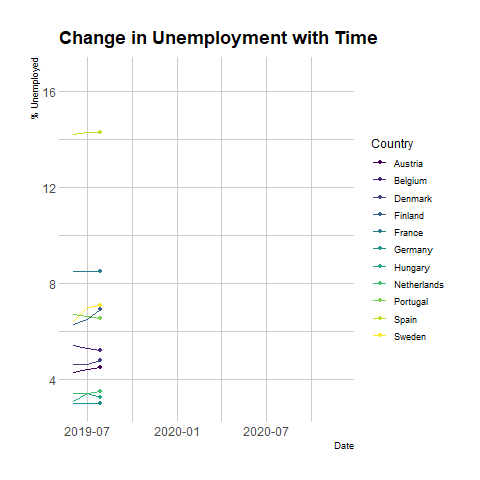 Change in Unemployment with Time
% Unemployed
16
12
8
4
2019-07
2020-01
2020-07
Date
Country
Austria
Belgium
Denmark
Finland
France
Germany
Hungary
Netherlands
Portugal
Spain
Sweden